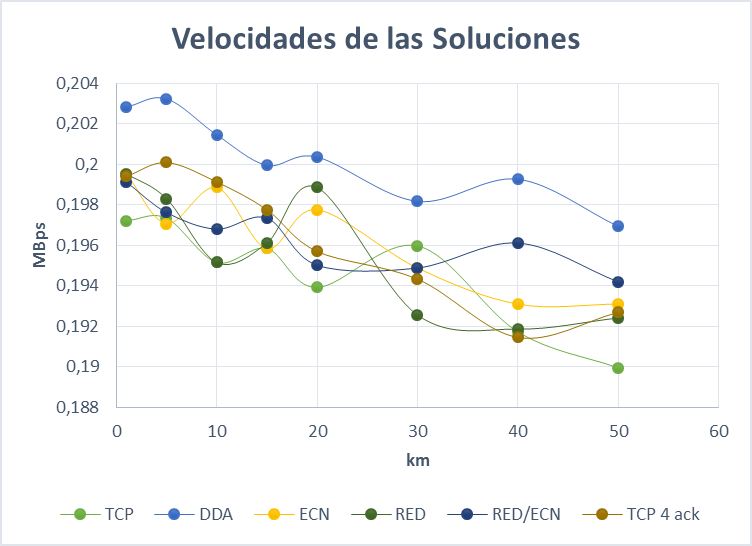 Velocidades de las Soluciones
0,204
0,202
0,2
0,198
0,196
0,194
0,192
0,19
0,188
MBps
0 10 20 30 40 50 60
km
TCP DDA ECN RED RED/ECN TCP 4 ack